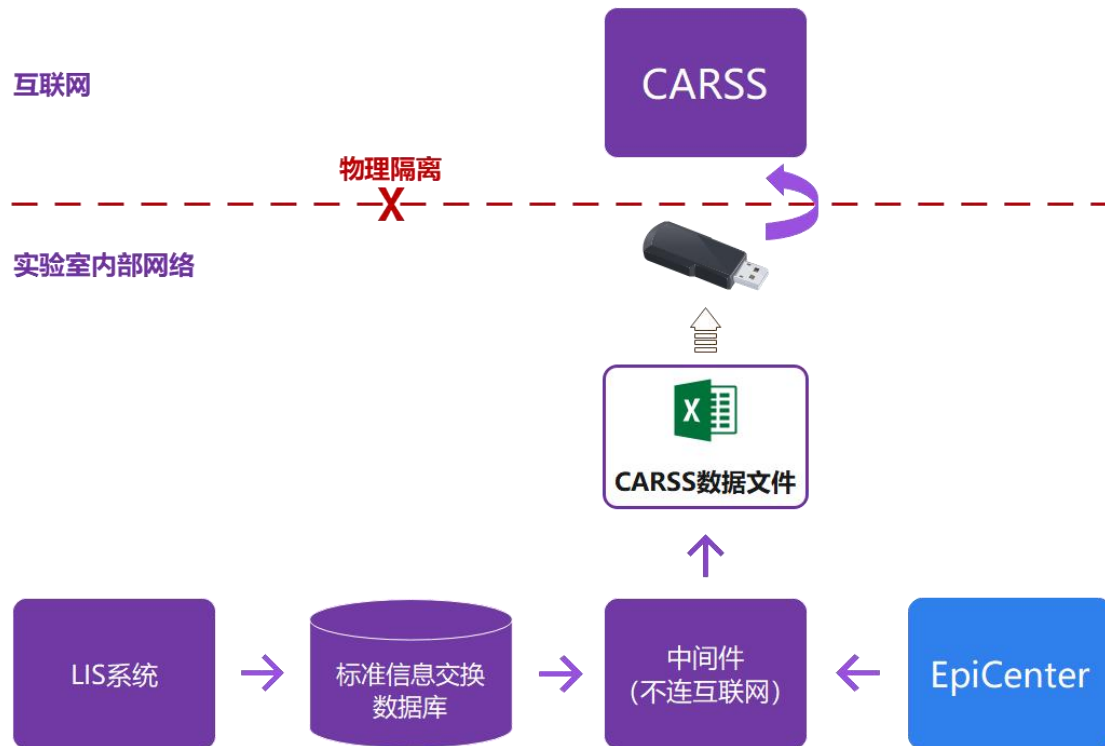 CARSS
互联网
物理隔离
X
实验室内部网络
X
CARSS数据文件
LIS系统
标准信息交换
数据库
中间件
（不连互联网）
EpiCenter